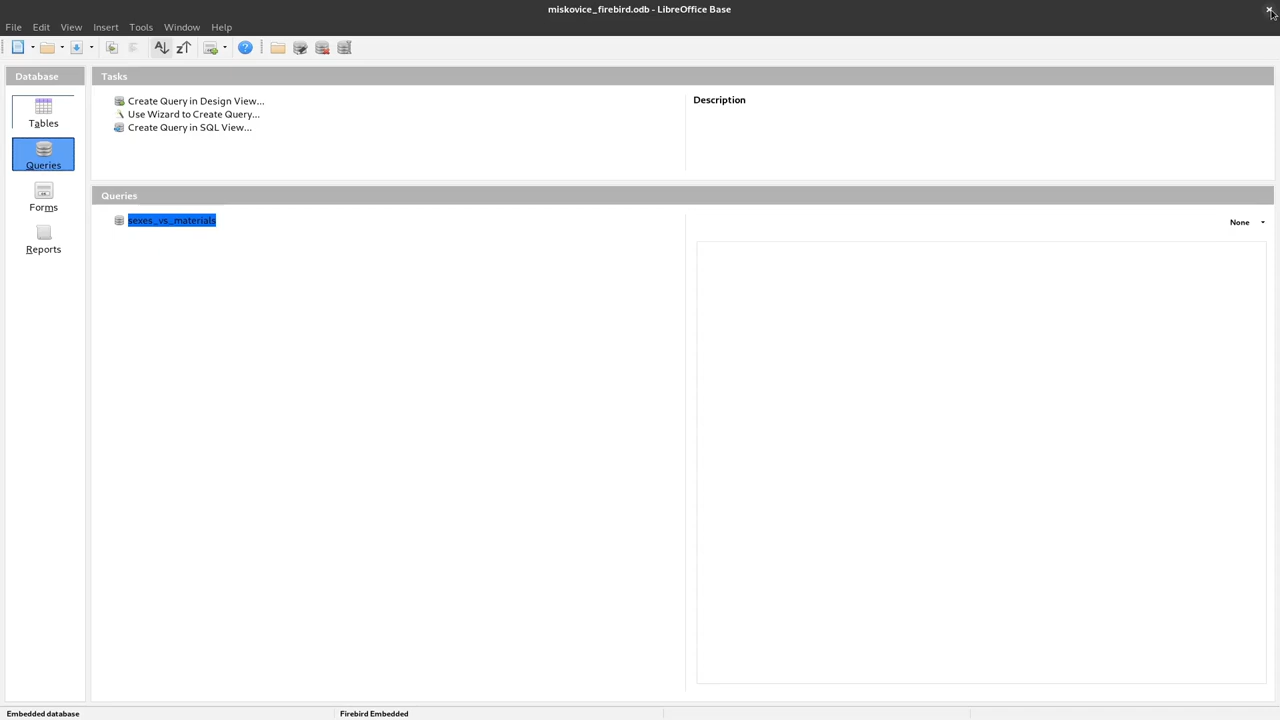 miskovice_firebird.odb - LibreOffice Base
File Edit View Insert Tools Window Help
Database
Tables
Queries
Forms
Reports
Tasks
Create Query in Design View...
Use Wizard to Create Query...
Create Query in SQL View...
Description
Queries
sexes_vs_materials
None
Embedded database
Firebird Embedded